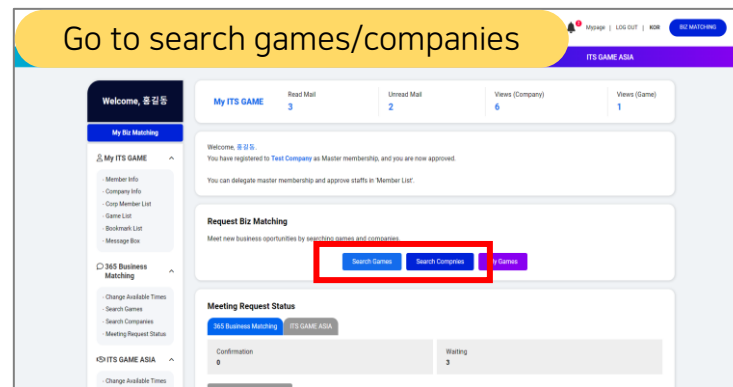 Go to search games/companies
Mypage | LOG OUT | KOR
BIZ MATCHING
ITS GAME ASIA
Welcome, 홍길동
My Biz Matching
My ITS GAME
- Member Info
- Company Info
- Corp Member List
- Game List
- Bookmark List
- Message Box
365 Business
Matching
- Change Available Times
- Search Games
- Search Companies
- Meeting Request Status
ITS GAME ASIA
- Change Available Times
My ITS GAME
Read Mail
3
Unread Mail
2
Views (Company)
6
Views (Game)
1
Welcome, 홍길동.
You have registered to Test Company as Master membership, and you are now approved.
You can delegate master membership and approve staffs in 'Member List'.
Request Biz Matching
Meet new business oportunities by searching games and companies.
Search Games
Search Compnies
My Games
Meeting Request Status
365 Business Matching
ITS GAME ASIA
Confirmation
0
Waiting
3